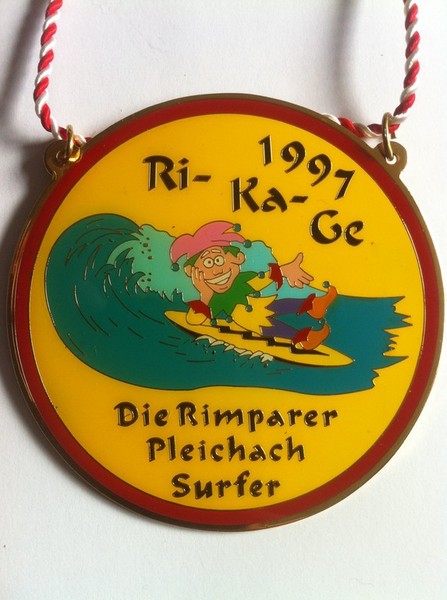 1997
Ri-
Ka-
Ge
Die Rimparer
Pleichach
Surfer